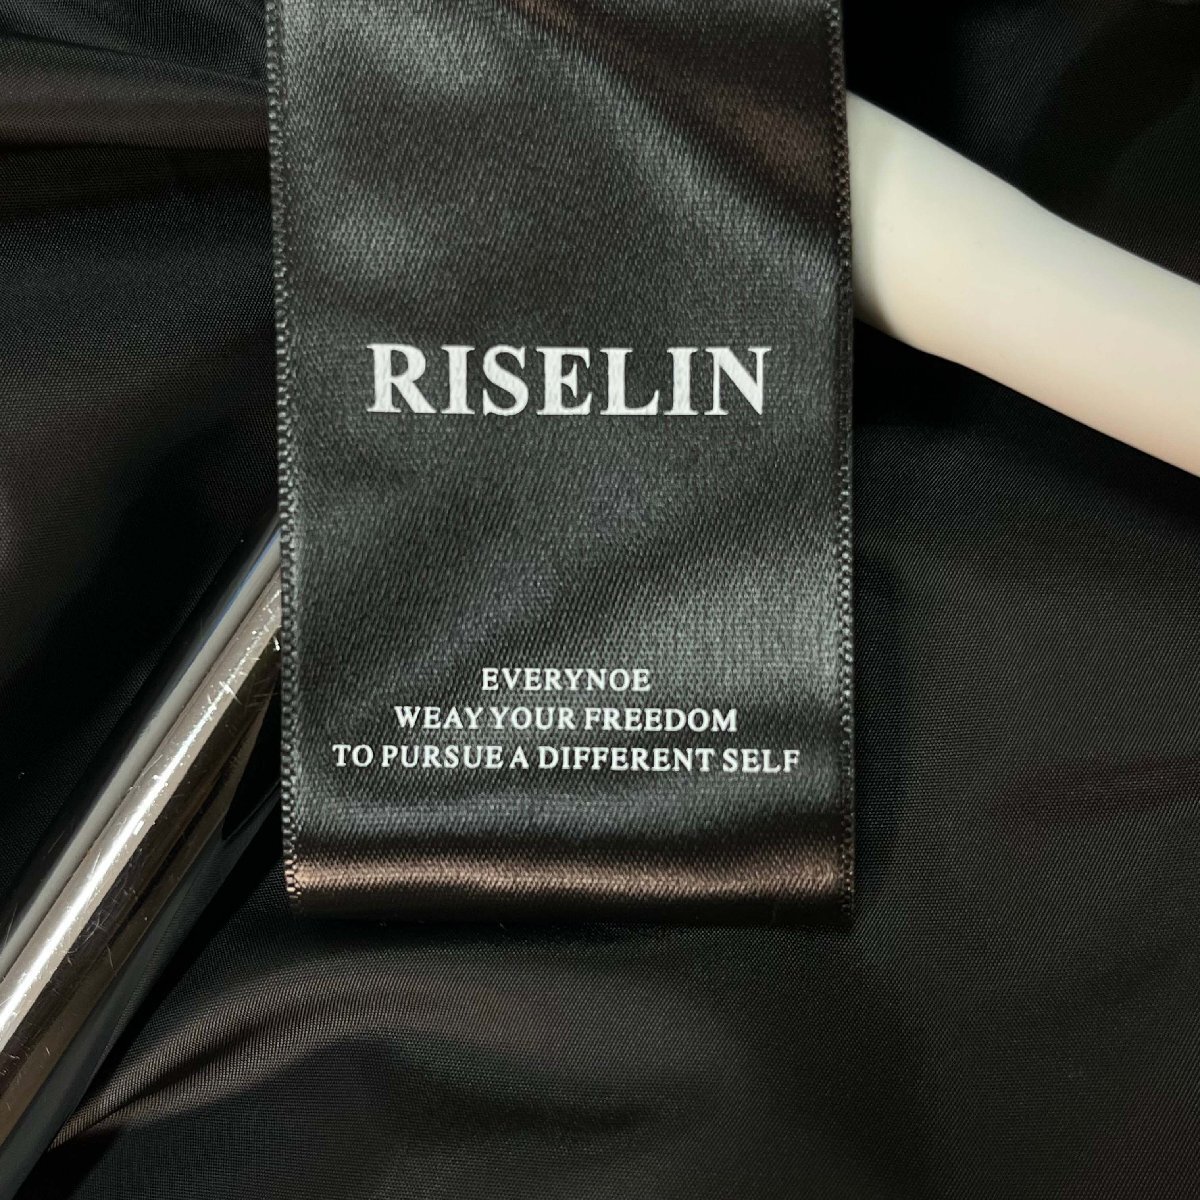 RISELIN
EVERYNOE
WEAY YOUR FREEDOM
TO PURSUE A DIFFERENT SELF